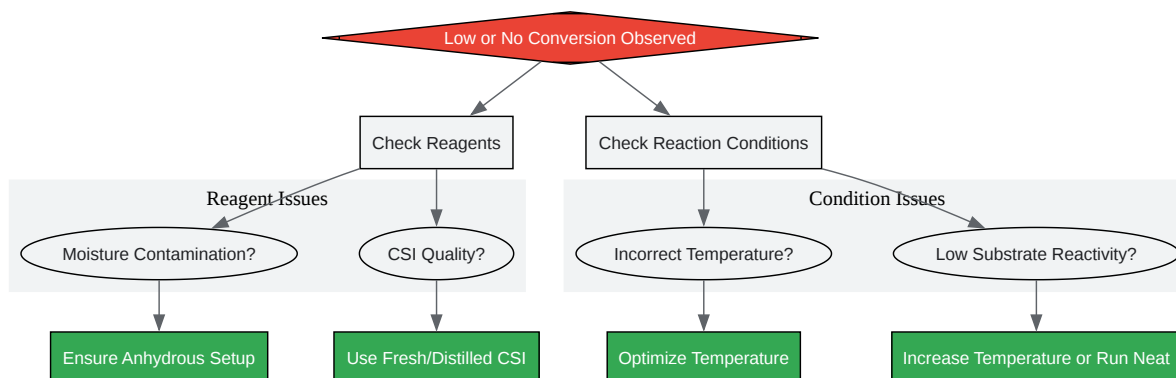 Low or No Conversion Observed
Check Reagents
Check Reaction Conditions
Reagent Issues
Condition Issues
Moisture Contamination?
CSI Quality?
Incorrect Temperature?
Low Substrate Reactivity?
Ensure Anhydrous Setup
Use Fresh/Distilled CSI
Optimize Temperature
Increase Temperature or Run Neat